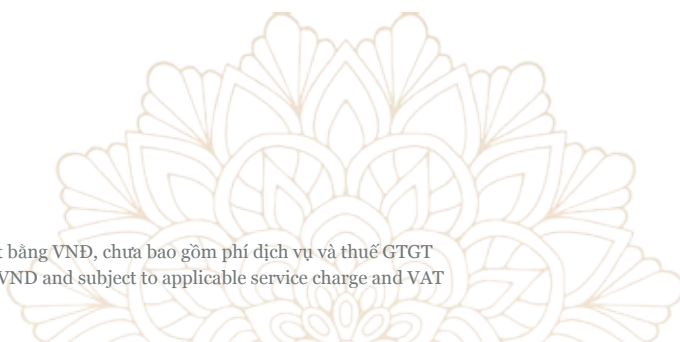 bằng VNĐ, chưa bao gồm phí dịch vụ và thuế GTGT
VND and subject to applicable service charge and VAT